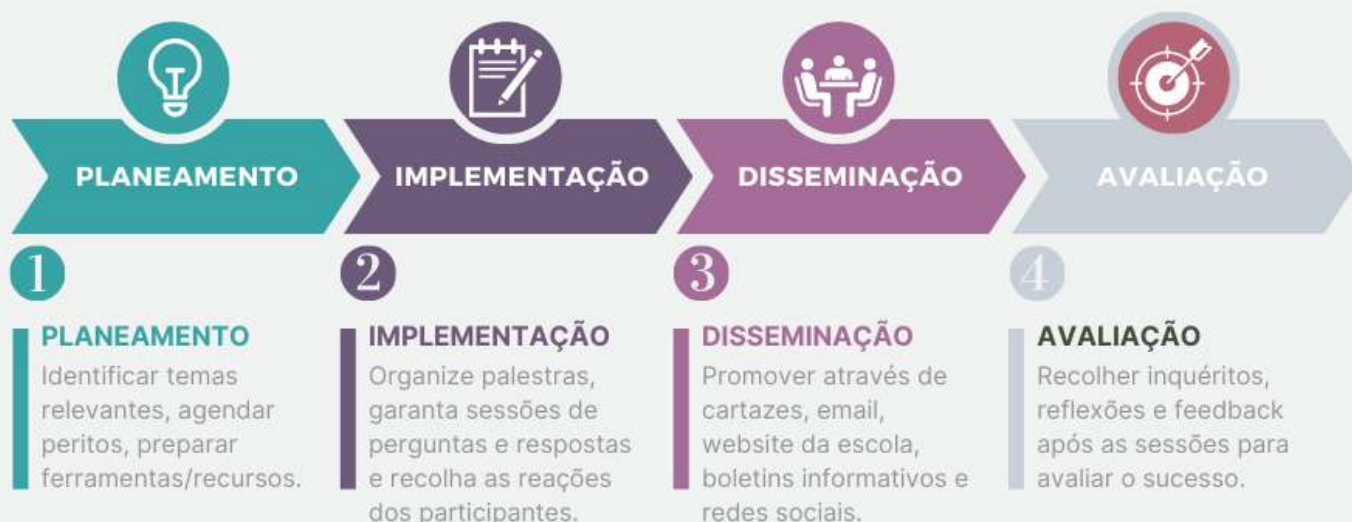 PLANEAMENTO
IMPLEMENTAÇÃO
DISSEMINAÇÃO
AVALIAÇÃO
1
PLANEAMENTO
Identificar temas
relevantes, agendar
peritos, preparar
ferramentas/recursos.
2
IMPLEMENTAÇÃO
Organize palestras,
garanta sessões de
perguntas e respostas
e recolha as reações
dos participantes.
3
DISSEMINAÇÃO
Promover através de
cartazes, email,
website da escola,
boletins informativos e
redes sociais.
4
AVALIAÇÃO
Recolher inquéritos,
reflexões e feedback
após as sessões para
avaliar o sucesso.